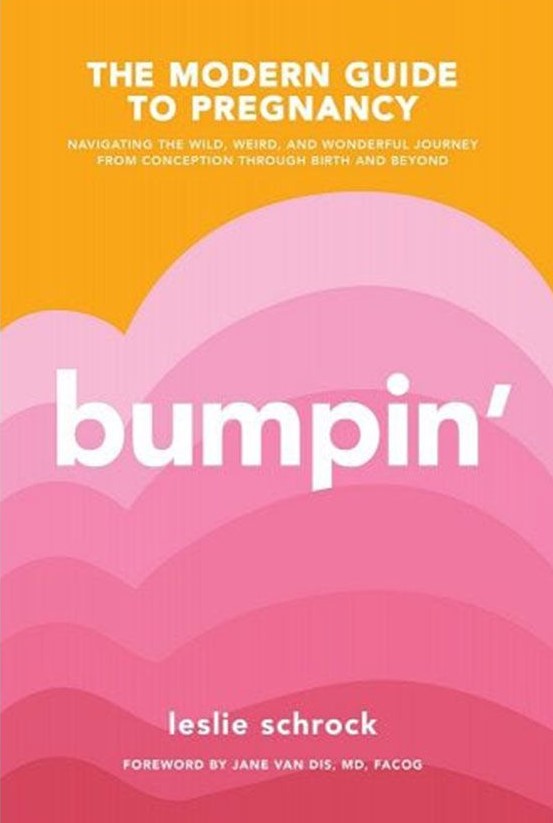 THE MODERN GUIDE
TO PREGNANCY
NAVIGATING THE WILD, WEIRD, AND WONDERFUL JOURNEY
FROM CONCEPTION THROUGH BIRTH AND BEYOND
bumpin'
leslie schrock
FOREWORD BY JANE VAN DIS, MD, FACOG